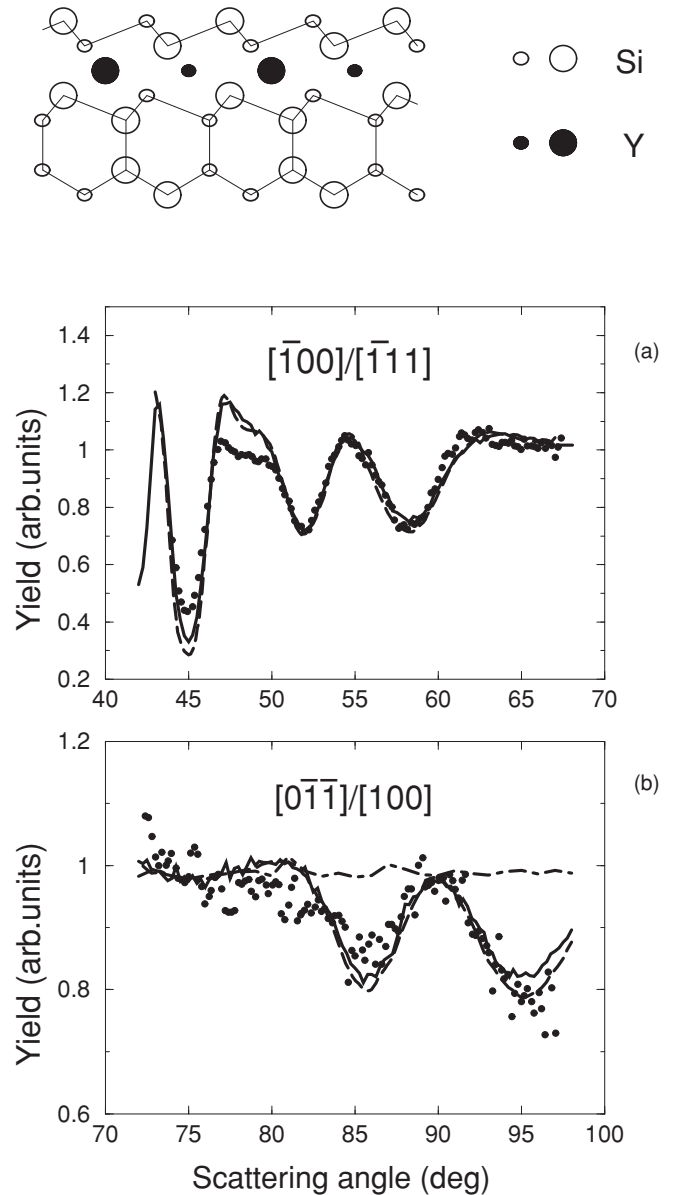 Si
Y
1.4
(a)
[1̅00]/[1̅11]
1.2
1
0.8
0.6
0.4
0.2
Yield (arb.units)
40 45 50 55 60 65 70
1.2
(b)
[01̅1̅]/[100]
1
0.8
0.6
Yield (arb.units)
70 75 80 85 90 95 100
Scattering angle (deg)